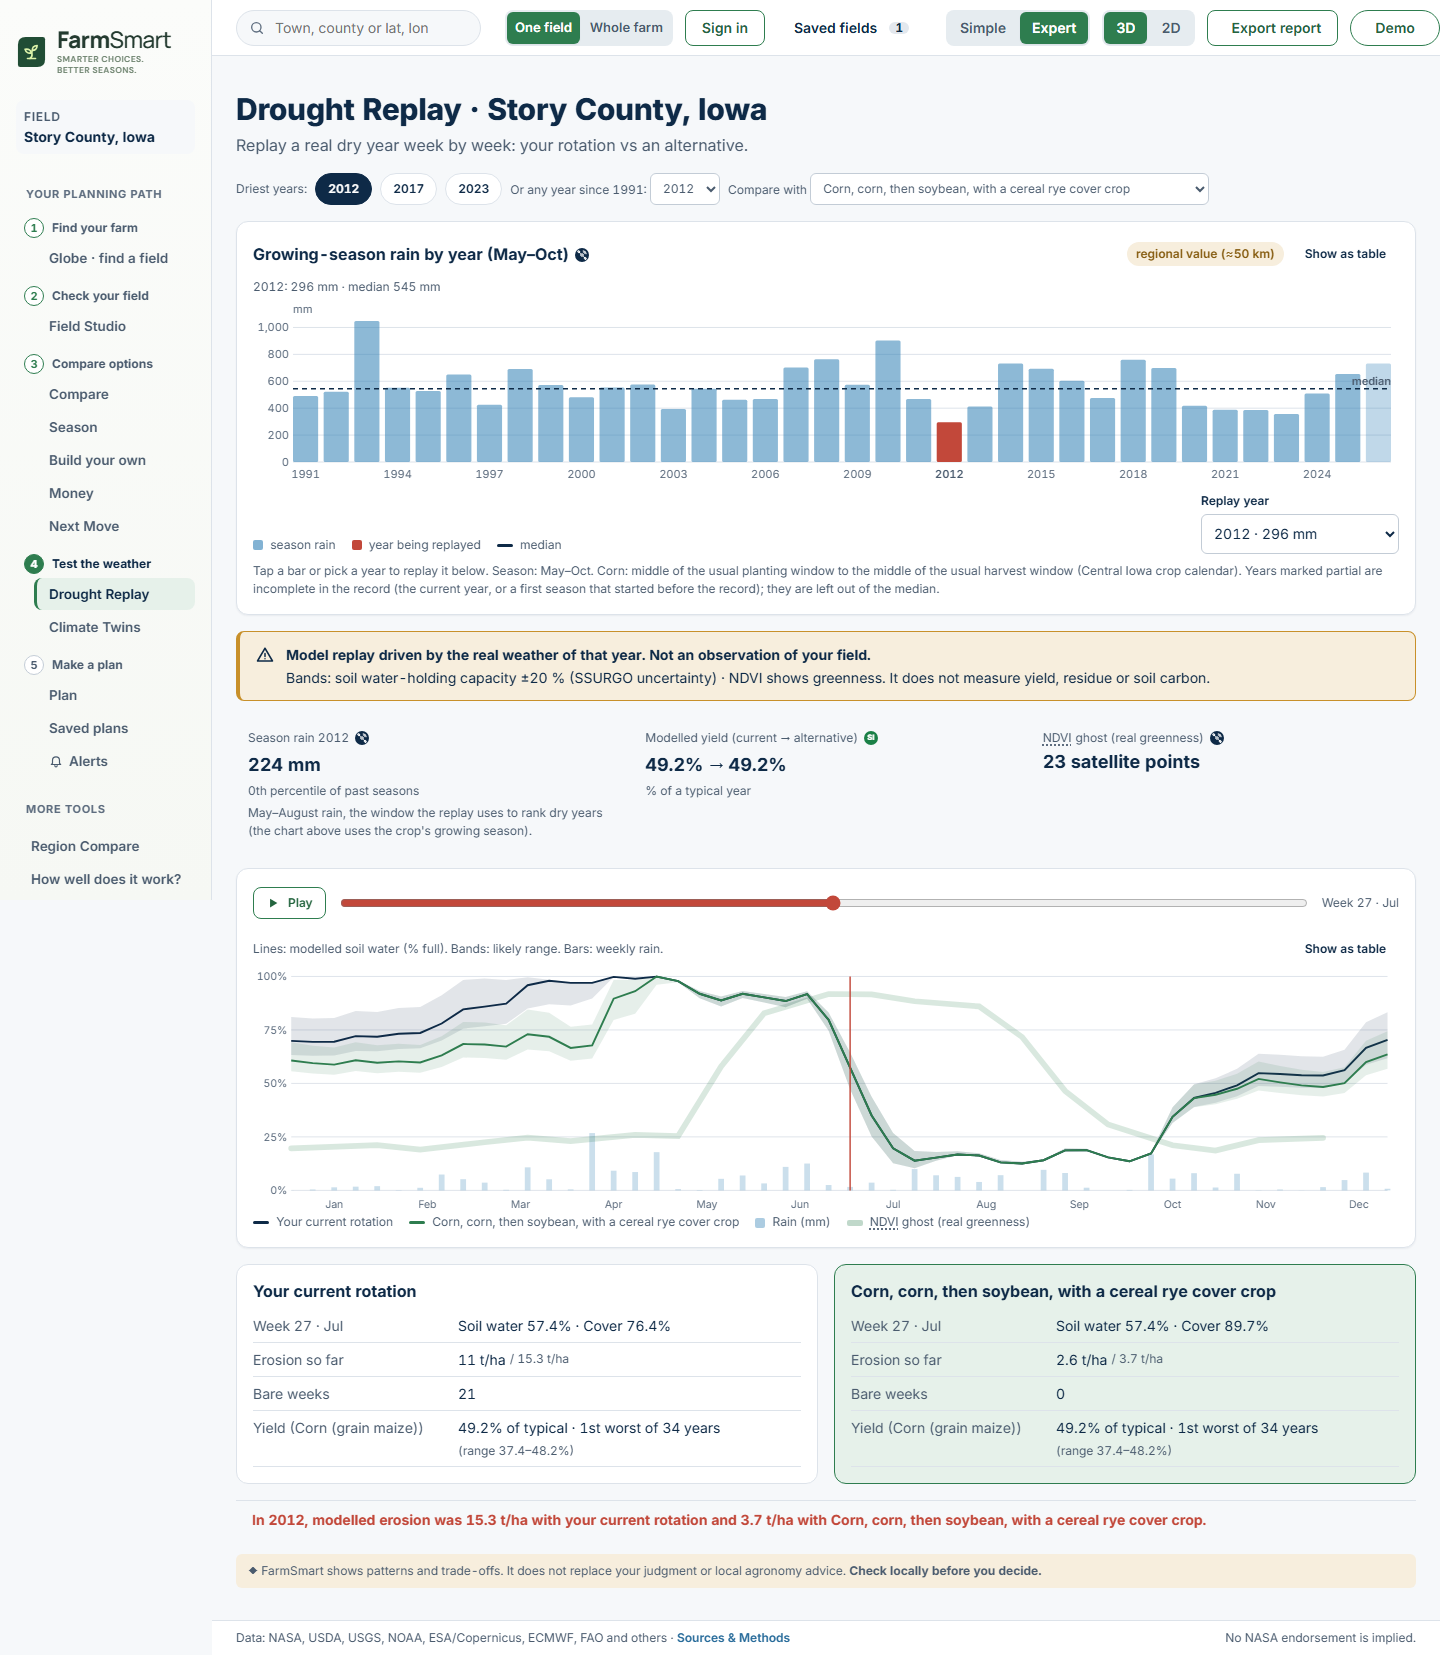 FarmSmart
SMARTER CHOICES.
BETTER SEASONS.
Town, county or lat, lon
One field
Whole farm
Sign in
Saved fields 1
Simple
Expert
3D
2D
Export report
Demo
FIELD
Story County, Iowa
YOUR PLANNING PATH
1 Find your farm
Globe · find a field
2 Check your field
Field Studio
3 Compare options
Compare
Season
Build your own
Money
Next Move
4 Test the weather
Drought Replay
Climate Twins
5 Make a plan
Plan
Saved plans
Alerts
MORE TOOLS
Region Compare
How well does it work?
Drought Replay · Story County, Iowa
Replay a real dry year week by week: your rotation vs an alternative.
Driest years: 2012 2017 2023 Or any year since 1991: 2012 Compare with Corn, corn, then soybean, with a cereal rye cover crop
Growing-season rain by year (May–Oct)
regional value (≈50 km)
Show as table
2012: 296 mm · median 545 mm
mm
1,000
800
600
400
200
0
median
1991 1994 1997 2000 2003 2006 2009 2012 2015 2018 2021 2024
Replay year
2012 · 296 mm
season rain year being replayed median
Tap a bar or pick a year to replay it below. Season: May–Oct. Corn: middle of the usual planting window to the middle of the usual harvest window (Central Iowa crop calendar). Years marked partial are
incomplete in the record (the current year, or a first season that started before the record); they are left out of the median.
Model replay driven by the real weather of that year. Not an observation of your field.
Bands: soil water-holding capacity ±20 % (SSURGO uncertainty) · NDVI shows greenness. It does not measure yield, residue or soil carbon.
Season rain 2012
224 mm
0th percentile of past seasons
May–August rain, the window the replay uses to rank dry years
(the chart above uses the crop's growing season).
Modelled yield (current → alternative) SI
49.2% → 49.2%
% of a typical year
NDVI ghost (real greenness)
23 satellite points
Play
Week 27 · Jul
Lines: modelled soil water (% full). Bands: likely range. Bars: weekly rain.
Show as table
100%
75%
50%
25%
0%
Jan Feb Mar Apr May Jun Jul Aug Sep Oct Nov Dec
Your current rotation Corn, corn, then soybean, with a cereal rye cover crop Rain (mm) NDVI ghost (real greenness)
Your current rotation
Week 27 · Jul Soil water 57.4% · Cover 76.4%
Erosion so far 11 t/ha / 15.3 t/ha
Bare weeks 21
Yield (Corn (grain maize)) 49.2% of typical · 1st worst of 34 years
(range 37.4–48.2%)
Corn, corn, then soybean, with a cereal rye cover crop
Week 27 · Jul Soil water 57.4% · Cover 89.7%
Erosion so far 2.6 t/ha / 3.7 t/ha
Bare weeks 0
Yield (Corn (grain maize)) 49.2% of typical · 1st worst of 34 years
(range 37.4–48.2%)
In 2012, modelled erosion was 15.3 t/ha with your current rotation and 3.7 t/ha with Corn, corn, then soybean, with a cereal rye cover crop.
FarmSmart shows patterns and trade-offs. It does not replace your judgment or local agronomy advice. Check locally before you decide.
Data: NASA, USDA, USGS, NOAA, ESA/Copernicus, ECMWF, FAO and others · Sources & Methods
No NASA endorsement is implied.